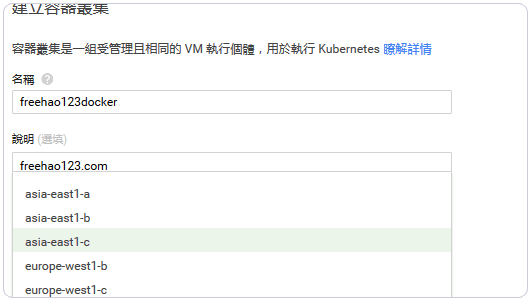 建立容器叢集
容器叢集是一組受管理且相同的 VM 執行個體，用於執行 Kubernetes 瞭解詳情
名稱 ?
freehao123docker
說明 (選填)
freehao123.com
asia-east1-a
asia-east1-b
asia-east1-c
europe-west1-b
europe-west1-c